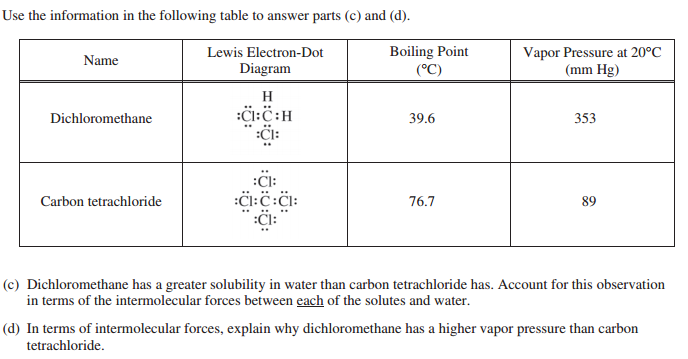 Use the information in the following table to answer parts (c) and (d).
Name
Lewis Electron-Dot
Diagram
Boiling Point
(°C)
Vapor Pressure at 20°C
(mm Hg)
Dichloromethane
H
:Cl:C:H
:Cl:
39.6
353
Carbon tetrachloride
:Cl:
:Cl:C:Cl:
:Cl:
76.7
89
(c) Dichloromethane has a greater solubility in water than carbon tetrachloride has. Account for this observation
in terms of the intermolecular forces between each of the solutes and water.
(d) In terms of intermolecular forces, explain why dichloromethane has a higher vapor pressure than carbon
tetrachloride.